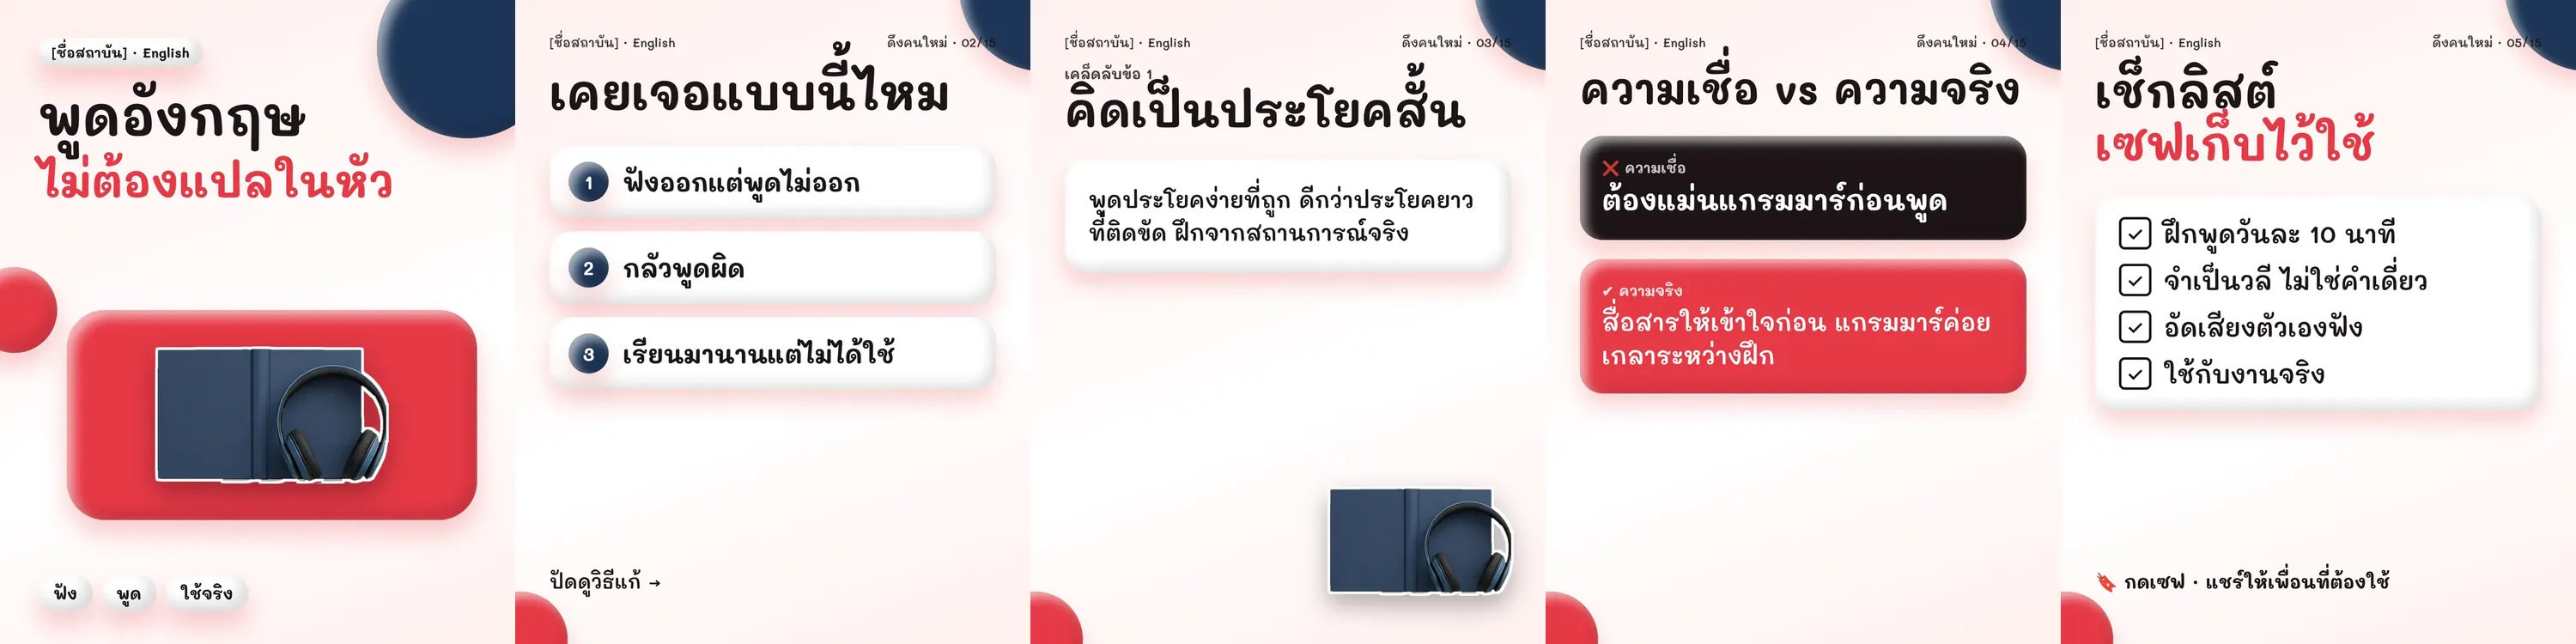 [ชื่อสถาบัน] · English
พูดอังกฤษ
ไม่ต้องแปลในหัว
ฟัง
พูด
ใช้จริง
[ชื่อสถาบัน] · English
ดึงคนใหม่ · 02/15
เคยเจอแบบนี้ไหม
1 ฟังออกแต่พูดไม่ออก
2 กลัวพูดผิด
3 เรียนมานานแต่ไม่ได้ใช้
ปัดดูวิธีแก้ →
[ชื่อสถาบัน] · English
ดึงคนใหม่ · 03/15
เคล็ดลับข้อ 1
คิดเป็นประโยคสั้น
พูดประโยคง่ายที่ถูก ดีกว่าประโยคยาว
ที่ติดขัด ฝึกจากสถานการณ์จริง
[ชื่อสถาบัน] · English
ดึงคนใหม่ · 04/15
ความเชื่อ vs ความจริง
❌ ความเชื่อ
ต้องแม่นแกรมมาร์ก่อนพูด
✔ ความจริง
สื่อสารให้เข้าใจก่อน แกรมมาร์ค่อย
เกลาระหว่างฝึก
[ชื่อสถาบัน] · English
ดึงคนใหม่ · 05/15
เช็กลิสต์
เซฟเก็บไว้ใช้
ฝึกพูดวันละ 10 นาที
จำเป็นวลี ไม่ใช่คำเดี่ยว
อัดเสียงตัวเองฟัง
ใช้กับงานจริง
🔖 กดเซฟ · แชร์ให้เพื่อนที่ต้องใช้